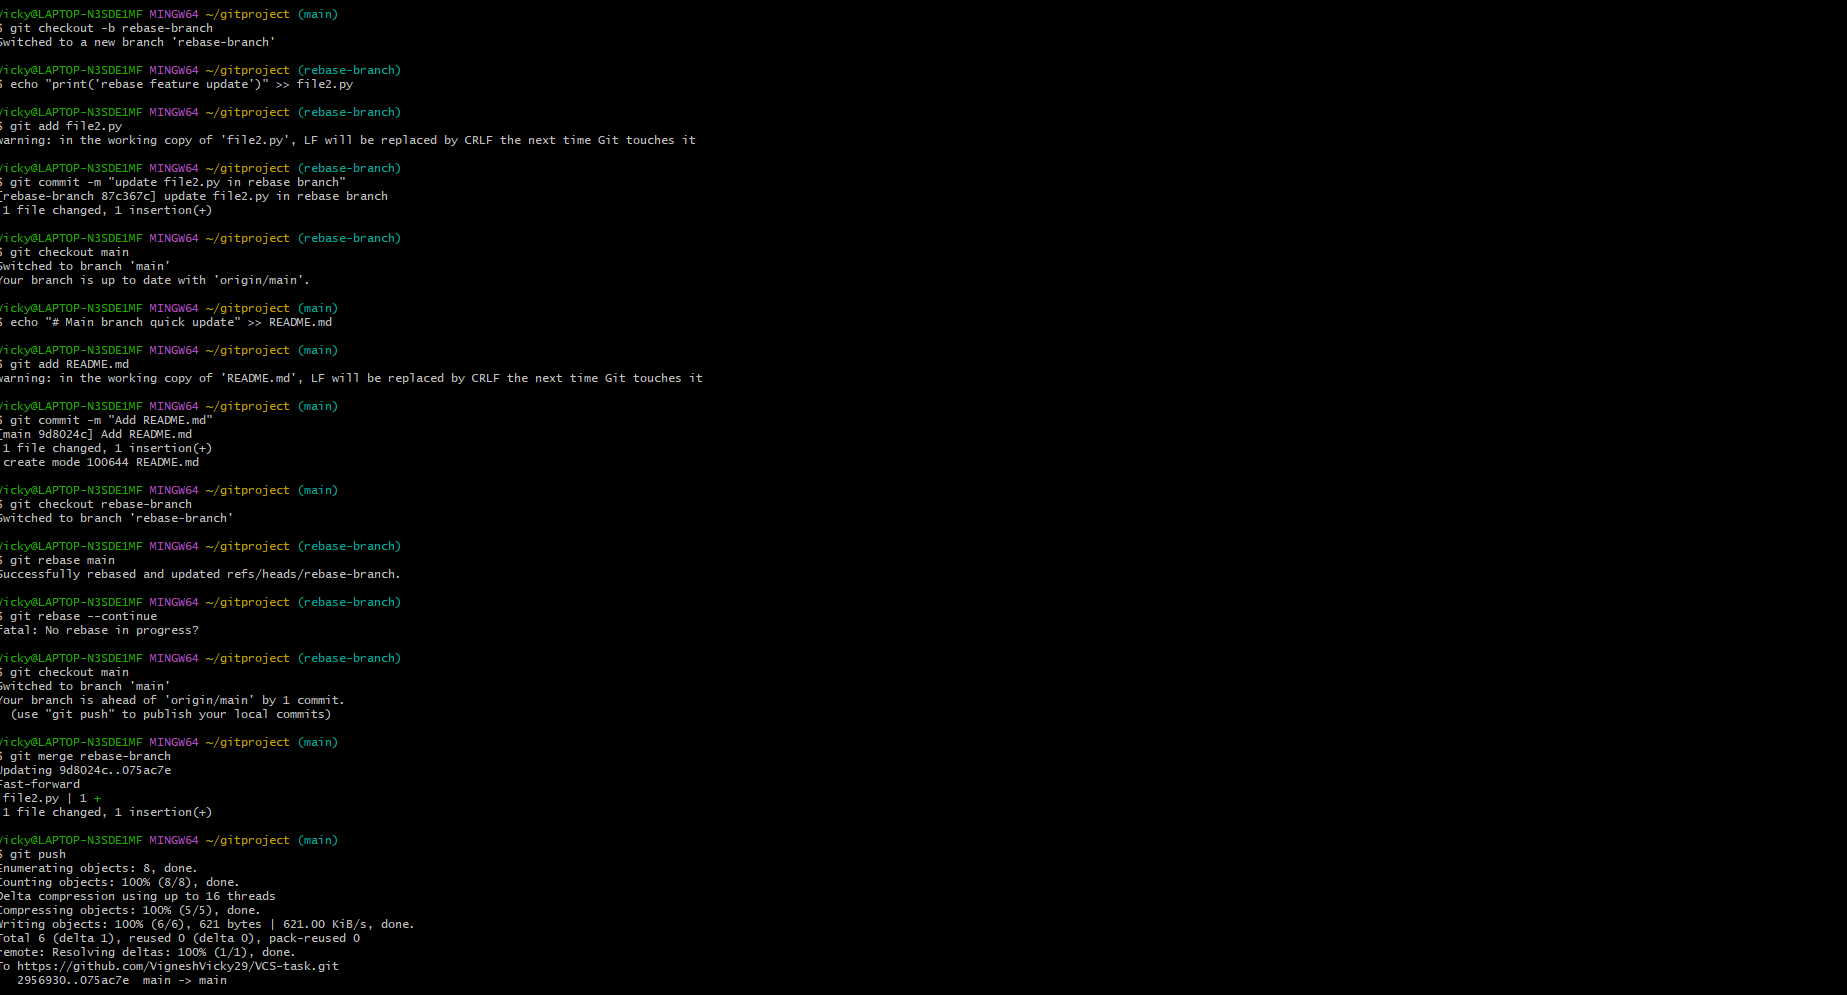 Vicky@LAPTOP-N3SDE1MF MINGW64 ~/gitproject (main)
$ git checkout -b rebase-branch
Switched to a new branch 'rebase-branch'
Vicky@LAPTOP-N3SDE1MF MINGW64 ~/gitproject (rebase-branch)
$ echo "print('rebase feature update')" >> file2.py
Vicky@LAPTOP-N3SDE1MF MINGW64 ~/gitproject (rebase-branch)
$ git add file2.py
warning: in the working copy of 'file2.py', LF will be replaced by CRLF the next time Git touches it
Vicky@LAPTOP-N3SDE1MF MINGW64 ~/gitproject (rebase-branch)
$ git commit -m "update file2.py in rebase branch"
[rebase-branch 87c367c] update file2.py in rebase branch
1 file changed, 1 insertion(+)
Vicky@LAPTOP-N3SDE1MF MINGW64 ~/gitproject (rebase-branch)
$ git checkout main
Switched to branch 'main'
Your branch is up to date with 'origin/main'.
Vicky@LAPTOP-N3SDE1MF MINGW64 ~/gitproject (main)
$ echo "# Main branch quick update" >> README.md
Vicky@LAPTOP-N3SDE1MF MINGW64 ~/gitproject (main)
$ git add README.md
warning: in the working copy of 'README.md', LF will be replaced by CRLF the next time Git touches it
Vicky@LAPTOP-N3SDE1MF MINGW64 ~/gitproject (main)
$ git commit -m "Add README.md"
[main 9d8024c] Add README.md
1 file changed, 1 insertion(+)
create mode 100644 README.md
Vicky@LAPTOP-N3SDE1MF MINGW64 ~/gitproject (main)
$ git checkout rebase-branch
Switched to branch 'rebase-branch'
Vicky@LAPTOP-N3SDE1MF MINGW64 ~/gitproject (rebase-branch)
$ git rebase main
Successfully rebased and updated refs/heads/rebase-branch.
Vicky@LAPTOP-N3SDE1MF MINGW64 ~/gitproject (rebase-branch)
$ git rebase --continue
fatal: No rebase in progress?
Vicky@LAPTOP-N3SDE1MF MINGW64 ~/gitproject (rebase-branch)
$ git checkout main
Switched to branch 'main'
Your branch is ahead of 'origin/main' by 1 commit.
(use "git push" to publish your local commits)
Vicky@LAPTOP-N3SDE1MF MINGW64 ~/gitproject (main)
$ git merge rebase-branch
Updating 9d8024c..075ac7e
Fast-forward
file2.py | 1 +
1 file changed, 1 insertion(+)
Vicky@LAPTOP-N3SDE1MF MINGW64 ~/gitproject (main)
$ git push
Enumerating objects: 8, done.
Counting objects: 100% (8/8), done.
Delta compression using up to 16 threads
Compressing objects: 100% (5/5), done.
Writing objects: 100% (6/6), 621 bytes | 621.00 KiB/s, done.
Total 6 (delta 1), reused 0 (delta 0), pack-reused 0
remote: Resolving deltas: 100% (1/1), done.
To https://github.com/VigneshVicky29/VCS-task.git
2956930..075ac7e main -> main